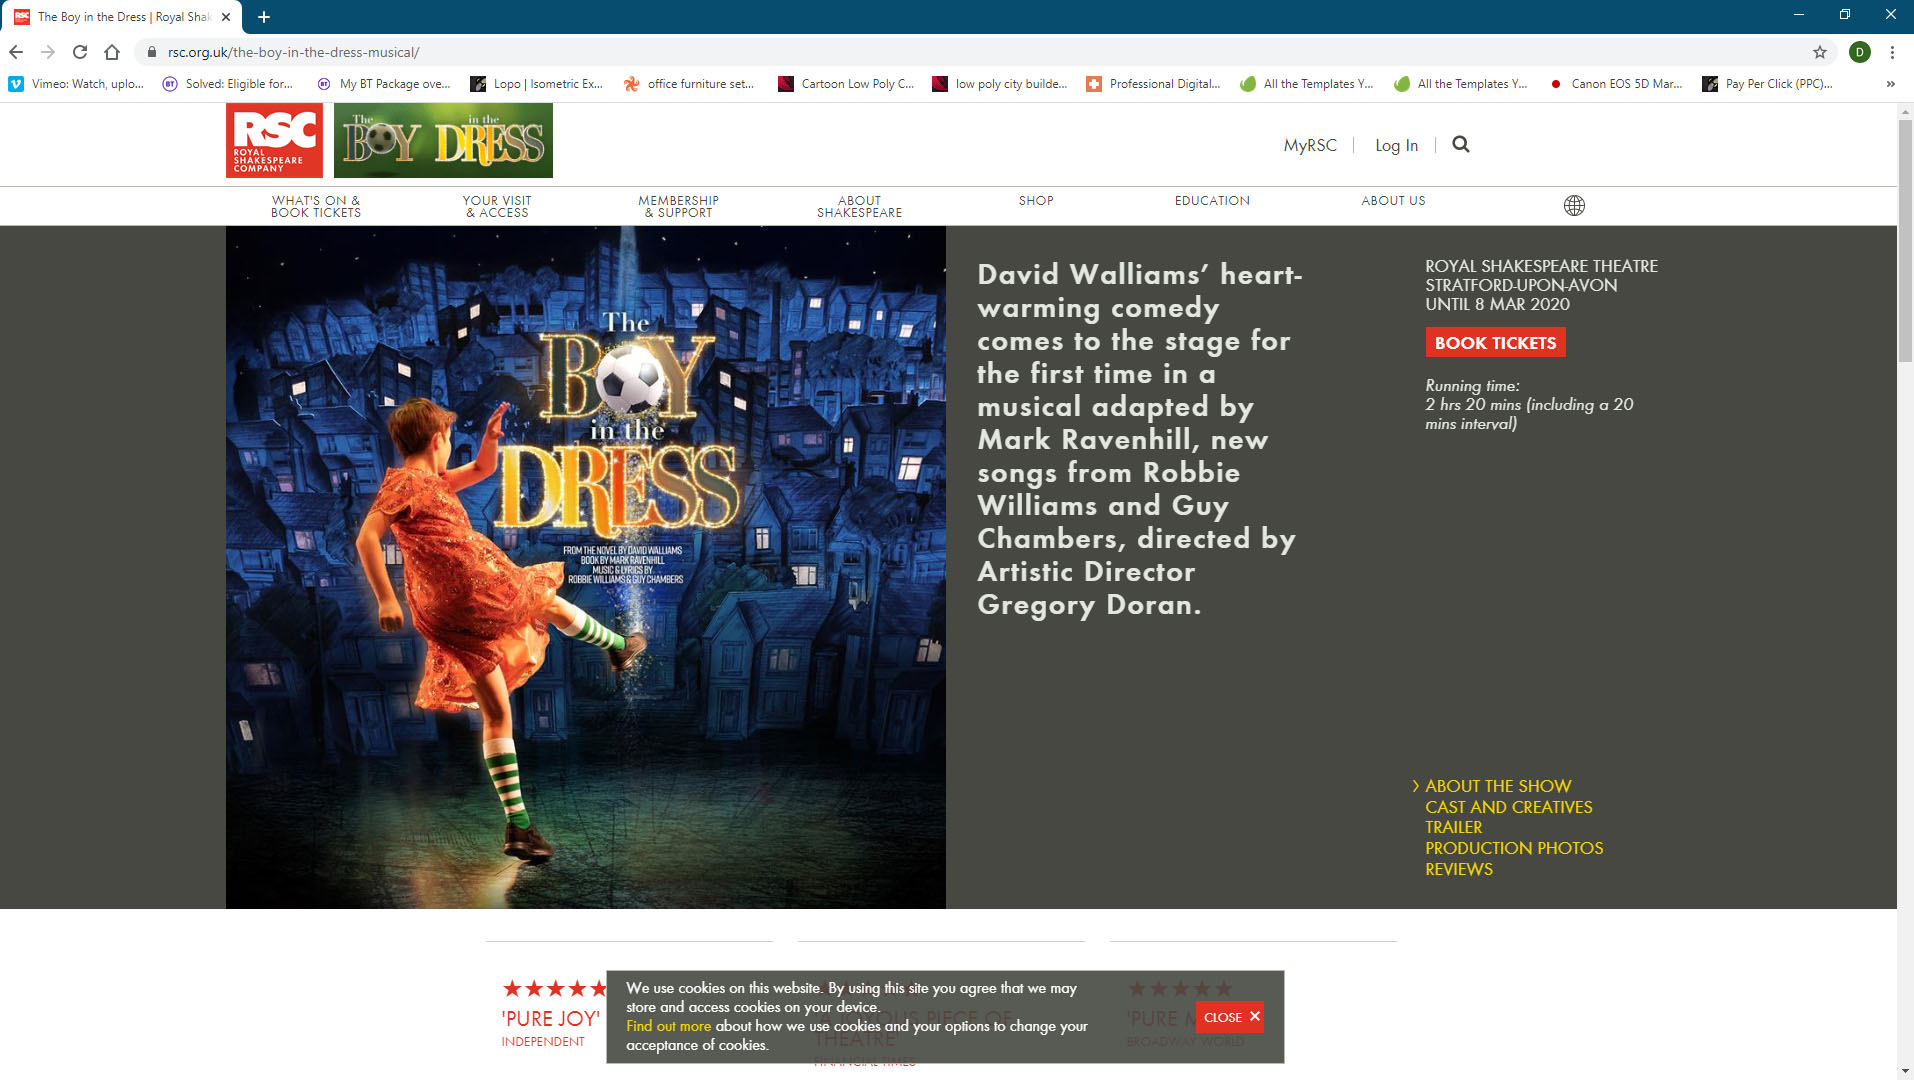 The Boy in the Dress | Royal Shak
rsc.org.uk/the-boy-in-the-dress-musical/
D
Vimeo: Watch, uplo...
Solved: Eligible for...
My BT Package ove...
Lopo | Isometric Ex...
office furniture set...
Cartoon Low Poly C...
low poly city builde...
Professional Digital...
All the Templates Y...
All the Templates Y...
Canon EOS 5D Mar...
Pay Per Click (PPC)...
RSC
ROYAL
SHAKESPEARE
COMPANY
The BOY in the DRESS
MyRSC
Log In
WHAT'S ON &
BOOK TICKETS
YOUR VISIT
& ACCESS
MEMBERSHIP
& SUPPORT
ABOUT
SHAKESPEARE
SHOP
EDUCATION
ABOUT US
The
BOY
in the
DRESS
FROM THE NOVEL BY DAVID WALLIAMS
BOOK BY MARK RAVENHILL
MUSIC & LYRICS BY
ROBBIE WILLIAMS & GUY CHAMBERS
David Walliams’ heart-
warming comedy
comes to the stage for
the first time in a
musical adapted by
Mark Ravenhill, new
songs from Robbie
Williams and Guy
Chambers, directed by
Artistic Director
Gregory Doran.
ROYAL SHAKESPEARE THEATRE
STRATFORD-UPON-AVON
UNTIL 8 MAR 2020
BOOK TICKETS
Running time:
2 hrs 20 mins (including a 20
mins interval)
ABOUT THE SHOW
CAST AND CREATIVES
TRAILER
PRODUCTION PHOTOS
REVIEWS
★★★★★
'PURE JOY'
INDEPENDENT
PIECE OF
THEATRE'
FINANCIAL TIMES
★★★★★
'PURE
BROADWAY WORLD
We use cookies on this website. By using this site you agree that we may
store and access cookies on your device.
Find out more about how we use cookies and your options to change your
acceptance of cookies.
CLOSE ✕